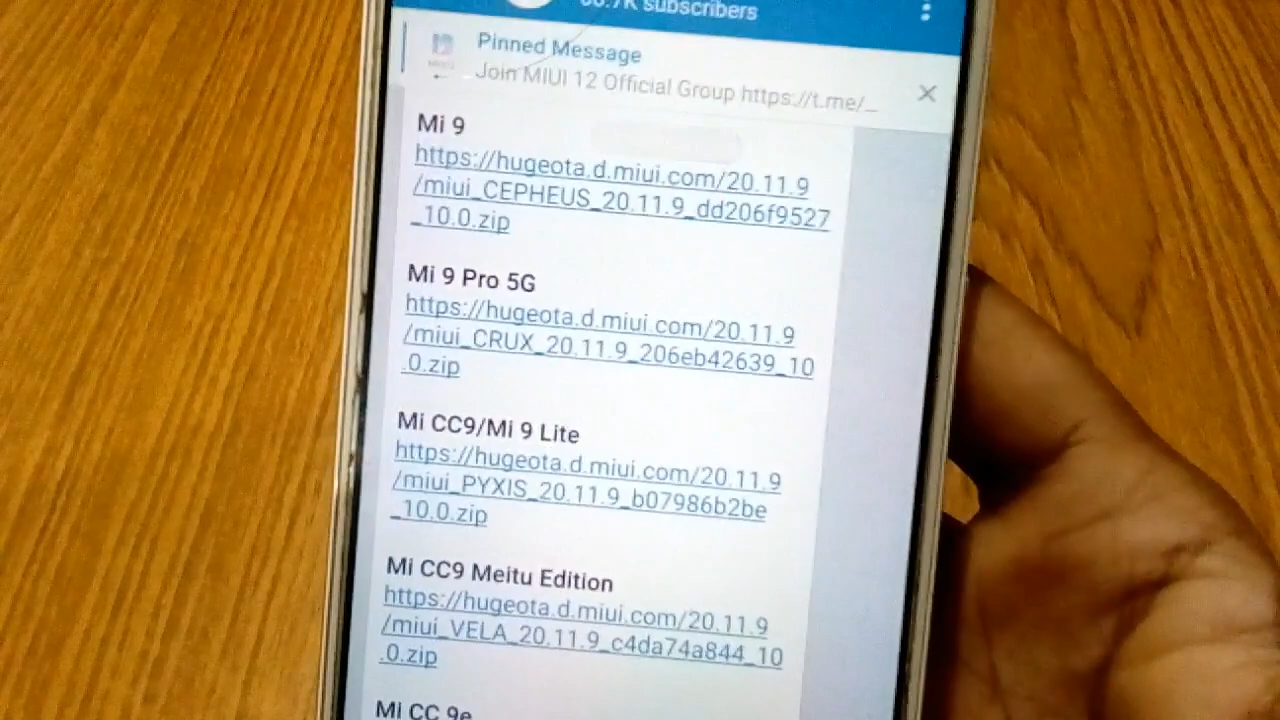 subscribers
Pinned Message
Join MIUI 12 Official Group https://t.me/_
Mi 9
https://hugeota.d.miui.com/20.11.9
/miui_CEPHEUS_20.11.9_dd206f9527
_10.0.zip
Mi 9 Pro 5G
https://hugeota.d.miui.com/20.11.9
/miui_CRUX_20.11.9_206eb42639_10
.0.zip
Mi CC9/Mi 9 Lite
https://hugeota.d.miui.com/20.11.9
/miui_PYXIS_20.11.9_b07986b2be
_10.0.zip
Mi CC9 Meitu Edition
https://hugeota.d.miui.com/20.11.9
/miui_VELA_20.11.9_c4da74a844_10
.0.zip
Mi CC 9e